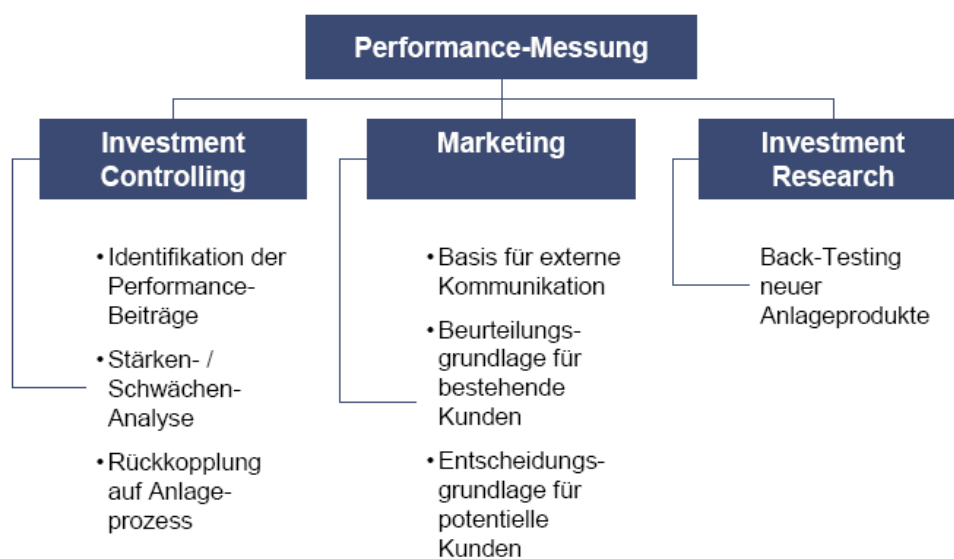 Performance-Messung
Investment
Controlling
Marketing
Investment
Research
• Identifikation der
Performance-
Beiträge
• Stärken- /
Schwächen-
Analyse
• Rückkopplung
auf Anlage-
prozess
• Basis für externe
Kommunikation
• Beurteilungs-
grundlage für
bestehende
Kunden
• Entscheidungs-
grundlage für
potentielle
Kunden
Back-Testing
neuer
Anlageprodukte